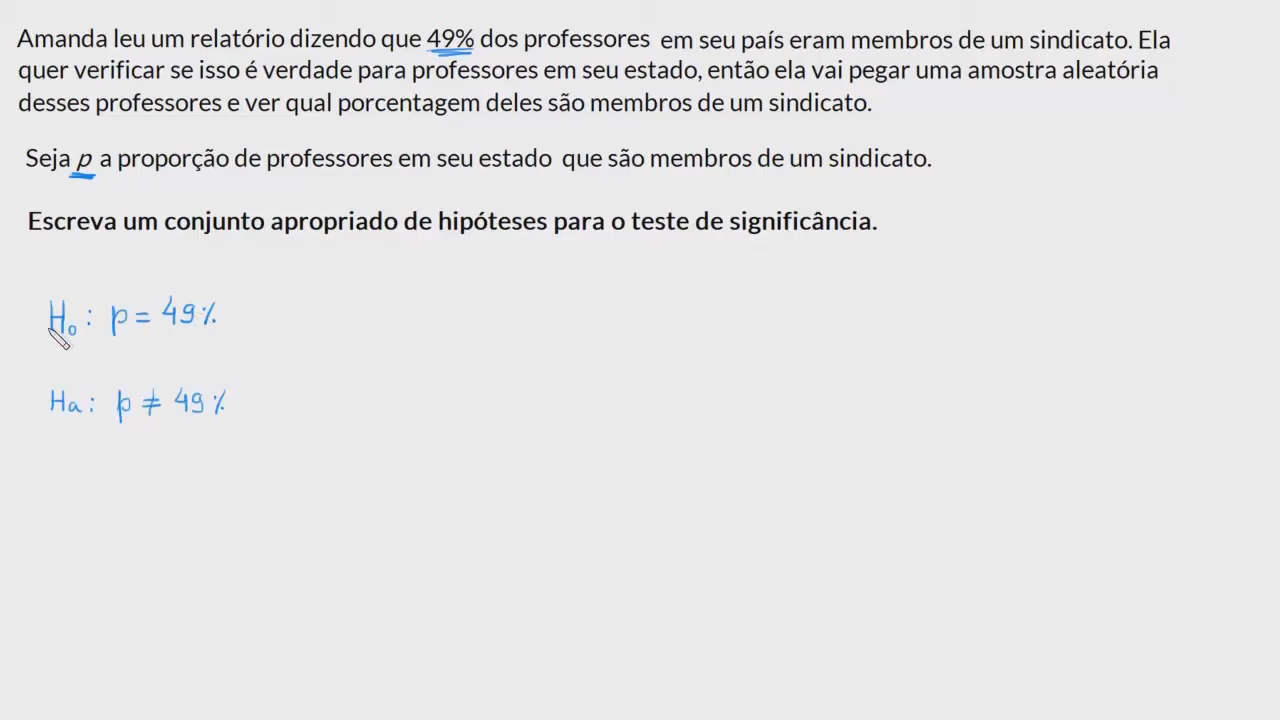 Amanda leu um relatório dizendo que 49% dos professores em seu país eram membros de um sindicato. Ela
quer verificar se isso é verdade para professores em seu estado, então ela vai pegar uma amostra aleatória
desses professores e ver qual porcentagem deles são membros de um sindicato.
Seja p a proporção de professores em seu estado que são membros de um sindicato.
Escreva um conjunto apropriado de hipóteses para o teste de significância.
H₀: p = 49%
Ha: p ≠ 49%